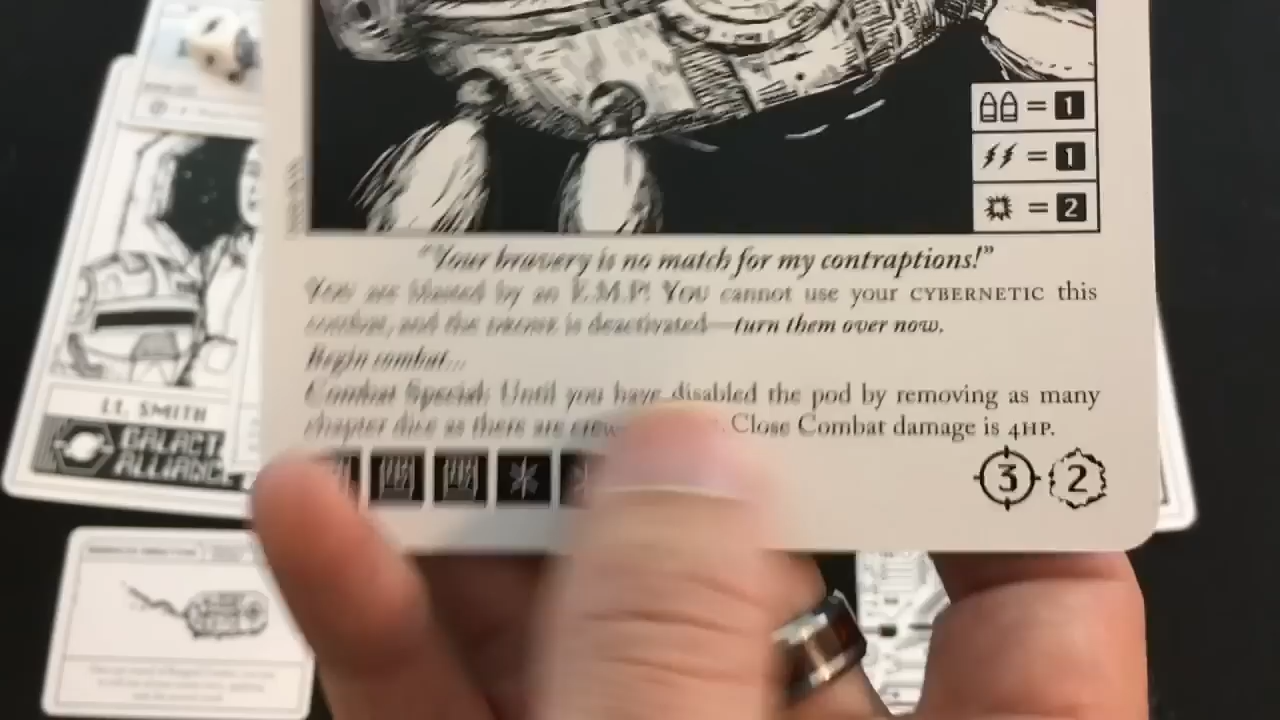 = 1
= 1
= 2
"Your bravery is no match for my contraptions!"
You are blasted by an E.M.P! You cannot use your CYBERNETIC this
combat, and the drone is deactivated—turn them over now.
Begin combat...
Combat Special: Until you have disabled the pod by removing as many
chapter dice as there are crew Close Combat damage is 4HP.
3 2
LT. SMITH
GALACT
ALLIANC